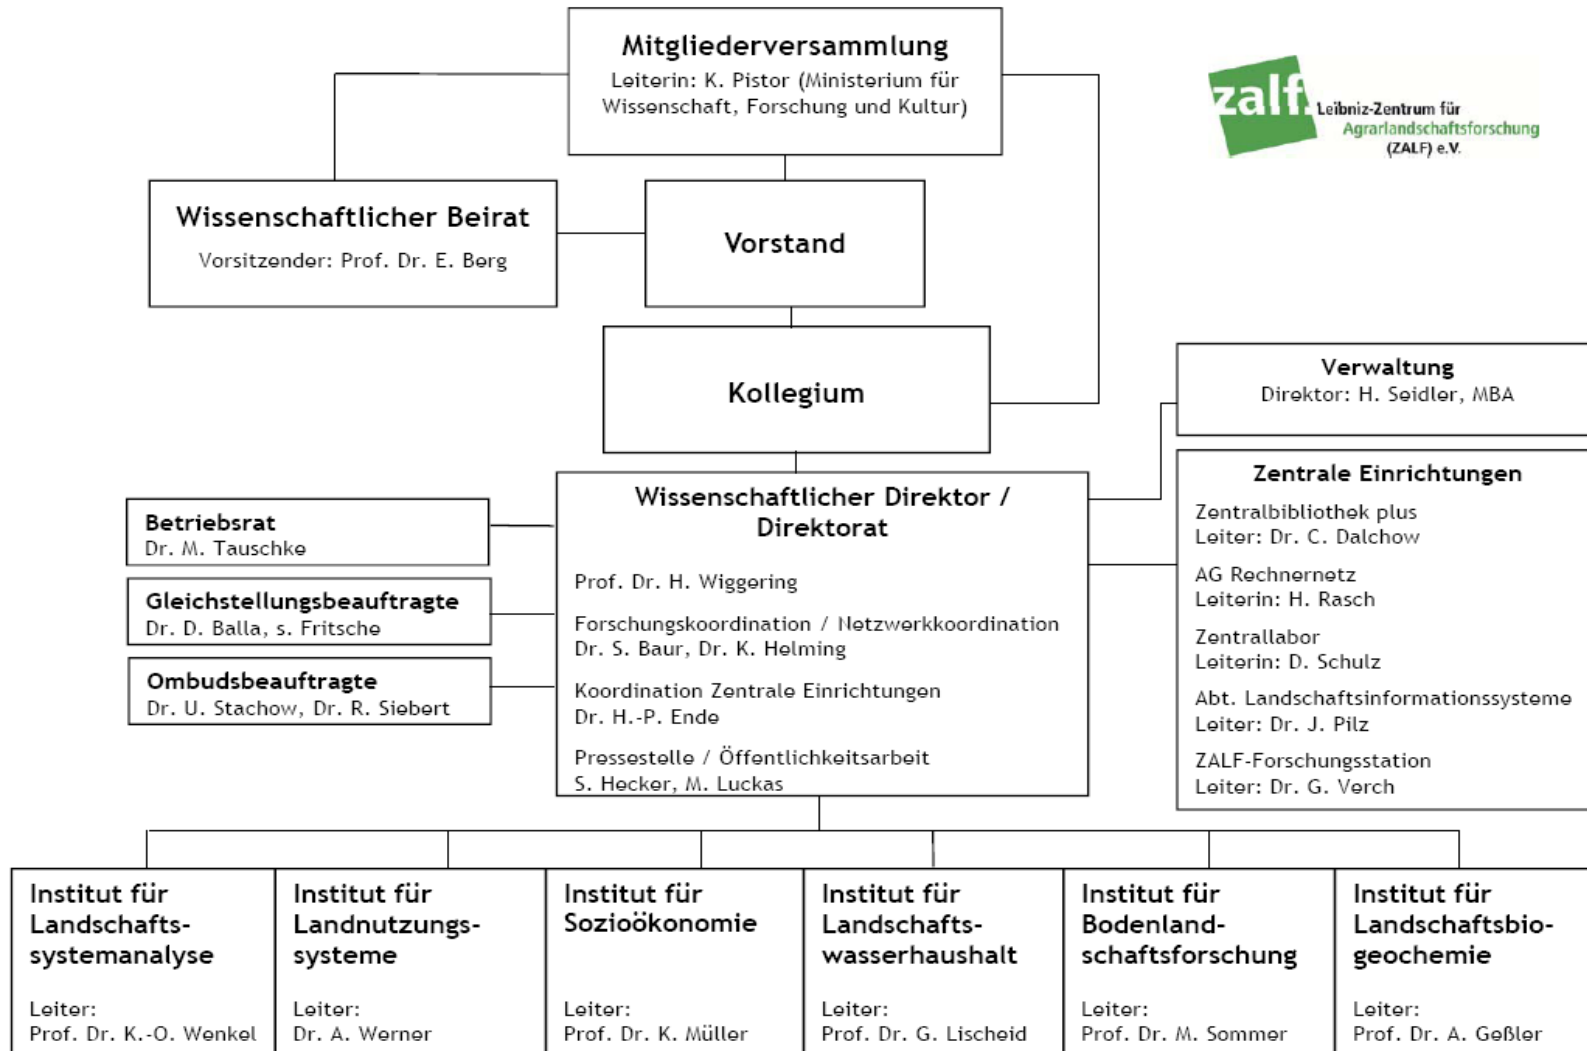 Mitgliederversammlung
Leiterin: K. Pistor (Ministerium für
Wissenschaft, Forschung und Kultur)
zalf.
Leibniz-Zentrum für
Agrarlandschaftsforschung
(ZALF) e.V.
Wissenschaftlicher Beirat
Vorsitzender: Prof. Dr. E. Berg
Vorstand
Kollegium
Verwaltung
Direktor: H. Seidler, MBA
Betriebsrat
Dr. M. Tauschke
Gleichstellungsbeauftragte
Dr. D. Balla, s. Fritsche
Ombudsbeauftragte
Dr. U. Stachow, Dr. R. Siebert
Wissenschaftlicher Direktor /
Direktorat
Prof. Dr. H. Wiggering
Forschungskoordination / Netzwerkkoordination
Dr. S. Baur, Dr. K. Helming
Koordination Zentrale Einrichtungen
Dr. H.-P. Ende
Pressestelle / Öffentlichkeitsarbeit
S. Hecker, M. Luckas
Zentrale Einrichtungen
Zentralbibliothek plus
Leiter: Dr. C. Dalchow
AG Rechnernetz
Leiterin: H. Rasch
Zentrallabor
Leiterin: D. Schulz
Abt. Landschaftsinformationssysteme
Leiter: Dr. J. Pilz
ZALF-Forschungsstation
Leiter: Dr. G. Verch
Institut für
Landschafts-
systemanalyse
Leiter:
Prof. Dr. K.-O. Wenkel
Institut für
Landnutzungs-
systeme
Leiter:
Dr. A. Werner
Institut für
Sozioökonomie
Leiter:
Prof. Dr. K. Müller
Institut für
Landschafts-
wasserhaushalt
Leiter:
Prof. Dr. G. Lischeid
Institut für
Bodenland-
schaftsforschung
Leiter:
Prof. Dr. M. Sommer
Institut für
Landschaftsbio-
geochemie
Leiter:
Prof. Dr. A. Geßler